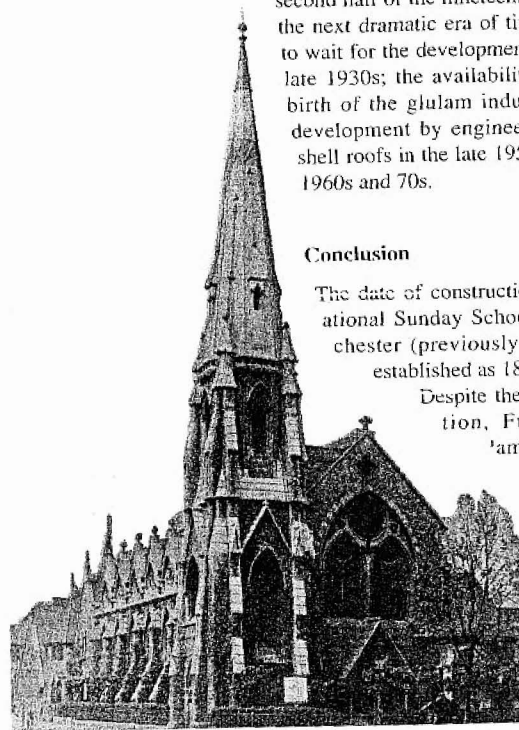 second half of the nineteenth
the next dramatic era of ti
to wait for the developmen
late 1930s; the availabili
birth of the glulam indu
development by enginee
shell roofs in the late 195
1960s and 70s.
Conclusion
The date of constructi
ational Sunday Schoo
chester (previously
established as 18
Despite the
tion, F
am